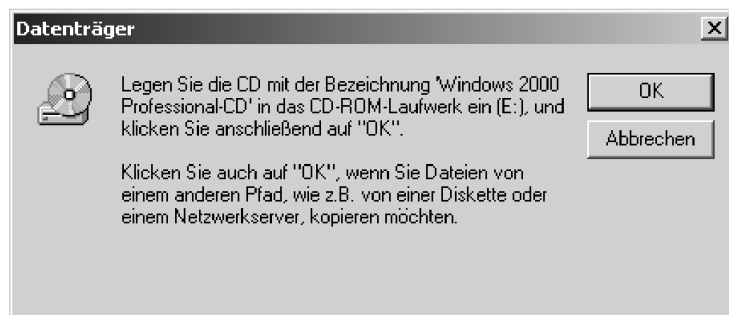 Datenträger
Legen Sie die CD mit der Bezeichnung 'Windows 2000
Professional-CD' in das CD-ROM-Laufwerk ein (E:), und
klicken Sie anschließend auf "OK".
Klicken Sie auch auf "OK", wenn Sie Dateien von
einem anderen Pfad, wie z.B. von einer Diskette oder
einem Netzwerkserver, kopieren möchten.
OK
Abbrechen